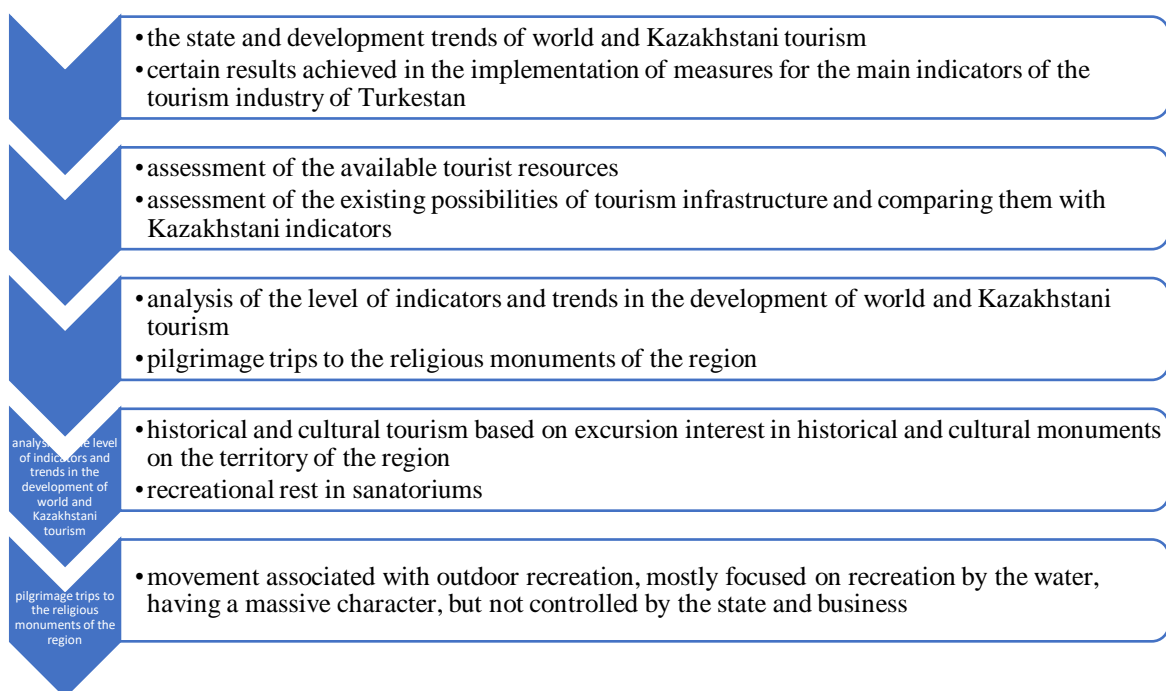 •the state and development trends of world and Kazakhstani tourism
•certain results achieved in the implementation of measures for the main indicators of the
tourism industry of Turkestan
•assessment of the available tourist resources
•assessment of the existing possibilities of tourism infrastructure and comparing them with
Kazakhstani indicators
•analysis of the level of indicators and trends in the development of world and Kazakhstani
tourism
•pilgrimage trips to the religious monuments of the region
analysis of the level
of indicators and
trends in the
development of
world and
Kazakhstani
tourism
•historical and cultural tourism based on excursion interest in historical and cultural monuments
on the territory of the region
•recreational rest in sanatoriums
pilgrimage trips to
the religious
monuments of the
region
•movement associated with outdoor recreation, mostly focused on recreation by the water,
having a massive character, but not controlled by the state and business